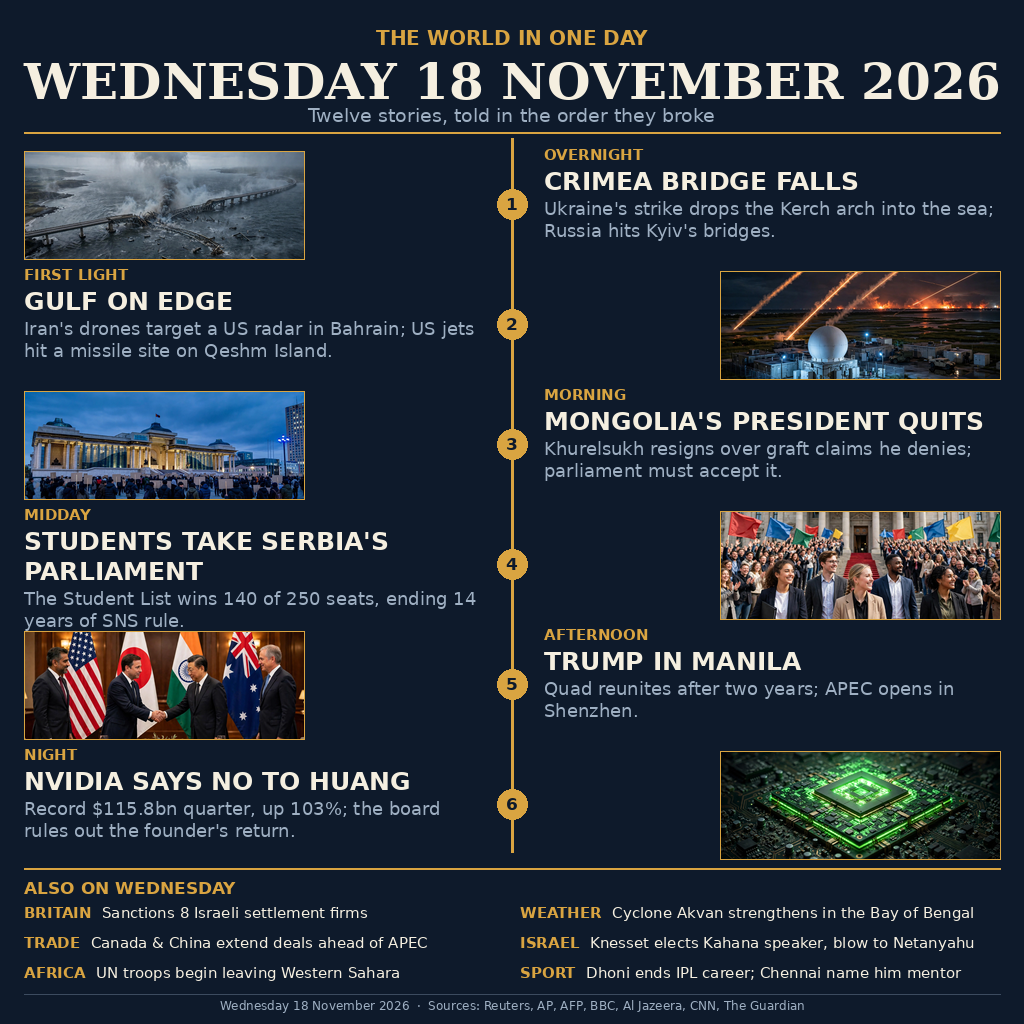 THE WORLD IN ONE DAY
WEDNESDAY 18 NOVEMBER 2026
Twelve stories, told in the order they broke
OVERNIGHT
CRIMEA BRIDGE FALLS
1
Ukraine's strike drops the Kerch arch into the sea;
Russia hits Kyiv's bridges.
FIRST LIGHT
GULF ON EDGE
2
Iran's drones target a US radar in Bahrain; US jets
hit a missile site on Qeshm Island.
MORNING
MONGOLIA'S PRESIDENT QUITS
3
Khurelsukh resigns over graft claims he denies;
parliament must accept it.
MIDDAY
STUDENTS TAKE SERBIA'S
PARLIAMENT
4
The Student List wins 140 of 250 seats, ending 14
years of SNS rule.
AFTERNOON
TRUMP IN MANILA
5
Quad reunites after two years; APEC opens in
Shenzhen.
NIGHT
NVIDIA SAYS NO TO HUANG
6
Record $115.8bn quarter, up 103%; the board
rules out the founder's return.
ALSO ON WEDNESDAY
BRITAIN Sanctions 8 Israeli settlement firms
WEATHER Cyclone Akvan strengthens in the Bay of Bengal
TRADE Canada & China extend deals ahead of APEC
ISRAEL Knesset elects Kahana speaker, blow to Netanyahu
AFRICA UN troops begin leaving Western Sahara
SPORT Dhoni ends IPL career; Chennai name him mentor
Wednesday 18 November 2026 · Sources: Reuters, AP, AFP, BBC, Al Jazeera, CNN, The Guardian